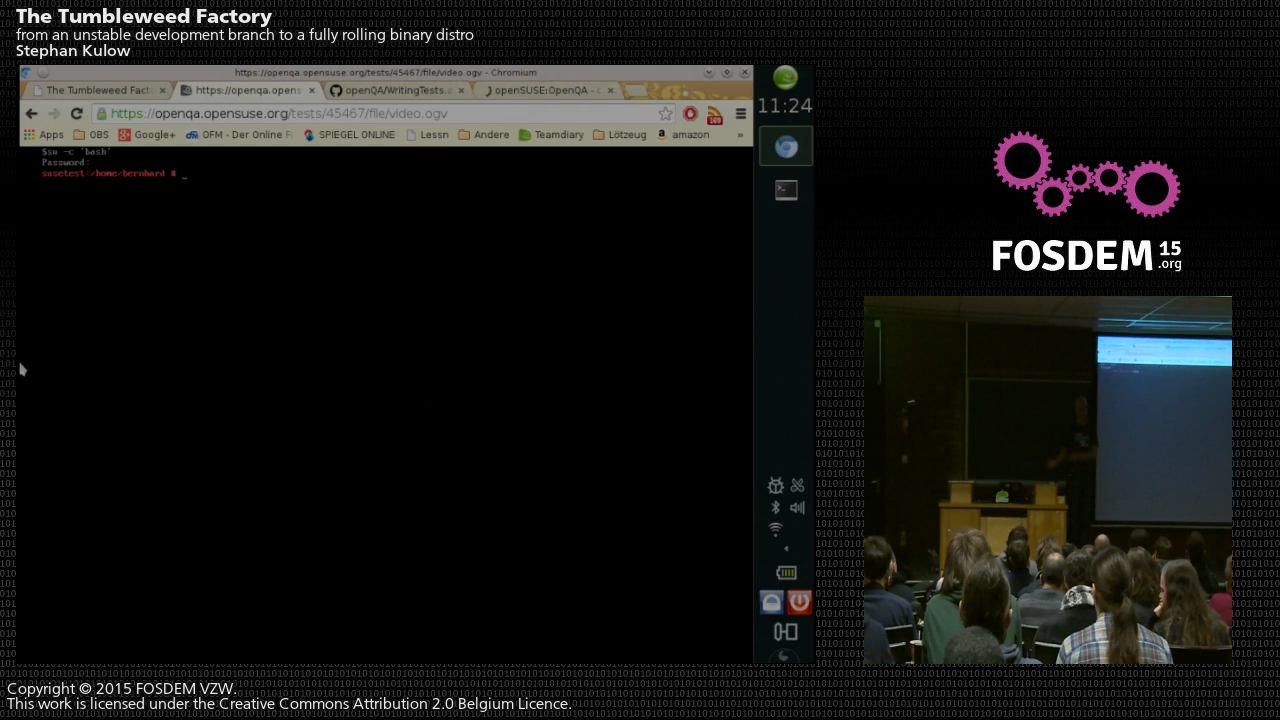 The Tumbleweed Factory
from an unstable development branch to a fully rolling binary distro
Stephan Kulow
https://openqa.opensuse.org/tests/45467/file/video.ogv - Chromium
The Tumbleweed Fact
https://openqa.opens
openQA/WritingTests.a
openSUSE:OpenQA - c
https://openqa.opensuse.org/tests/45467/file/video.ogv
Apps OBS Google+ OFM - Der Online F SPIEGEL ONLINE Lessn Andere Teamdiary Lötzeug amazon »
169
11:24
$su -c 'bash'
Password:
susetest:/home/bernhard # _
FOSDEM 15
.org
Copyright © 2015 FOSDEM VZW.
This work is licensed under the Creative Commons Attribution 2.0 Belgium Licence.